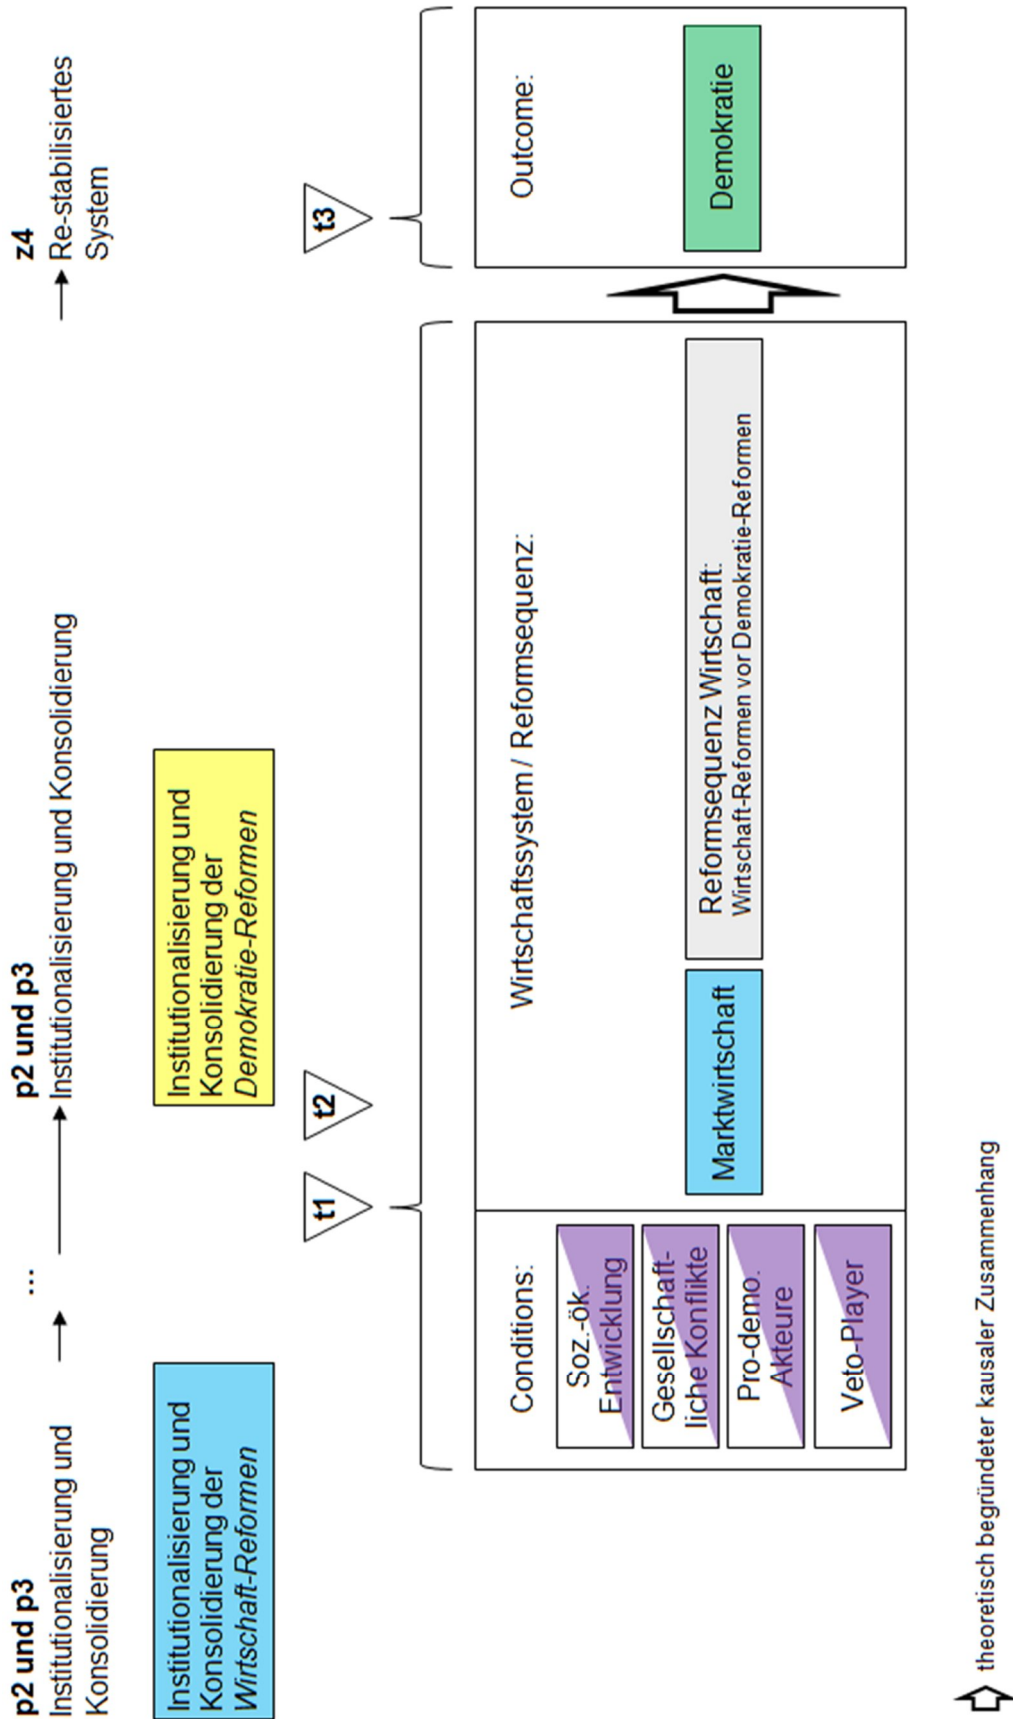 p2 und p3
Institutionalisierung und
Konsolidierung
...
p2 und p3
Institutionalisierung und Konsolidierung
z4
Re-stabilisiertes
System
Institutionalisierung und
Konsolidierung der
Wirtschaft-Reformen
Institutionalisierung und
Konsolidierung der
Demokratie-Reformen
t1
t2
t3
Conditions:
Soz.-ök.
Entwicklung
Gesellschaft-
liche Konflikte
Pro-demo.
Akteure
Veto-Player
Wirtschaftssystem / Reformsequenz:
Marktwirtschaft
Reformsequenz Wirtschaft:
Wirtschaft-Reformen vor Demokratie-Reformen
Outcome:
Demokratie
theoretisch begründeter kausaler Zusammenhang